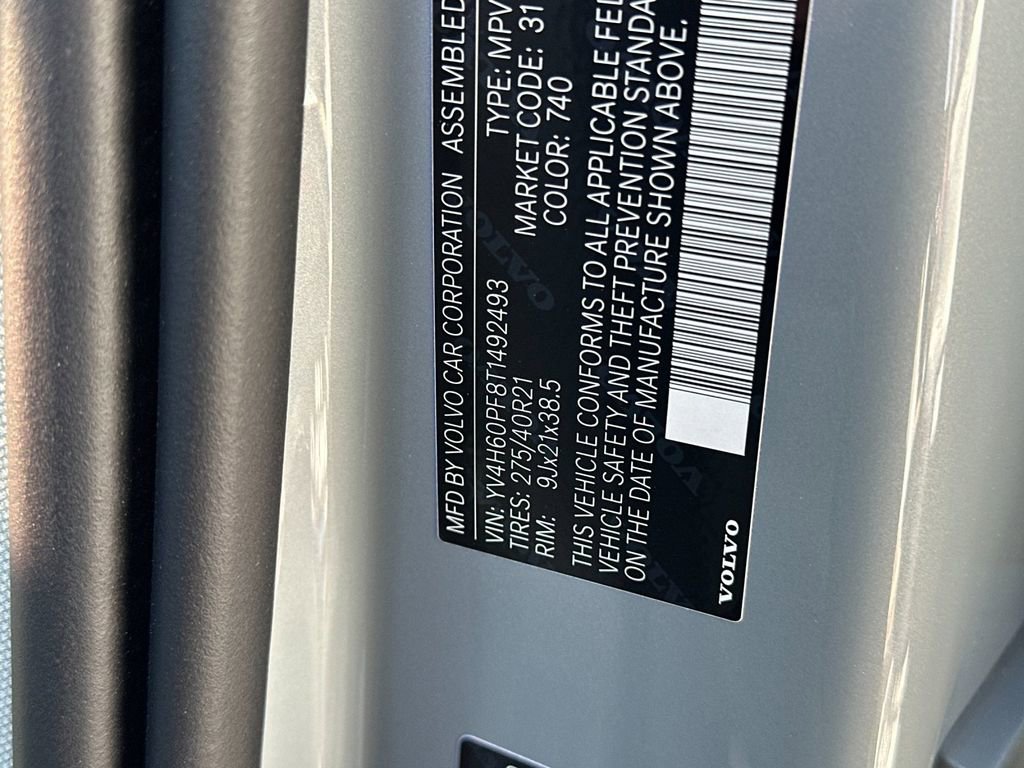 MFD BY VOLVO CAR CORPORATION ASSEMBLED
VIN: YV4H60PF8T1492493 TYPE: MPV
TIRES: 275/40R21 MARKET CODE: 31
RIM: 9Jx21x38.5 COLOR: 740
THIS VEHICLE CONFORMS TO ALL APPLICABLE FED
VEHICLE SAFETY AND THEFT PREVENTION STANDA
ON THE DATE OF MANUFACTURE SHOWN ABOVE.
VOLVO